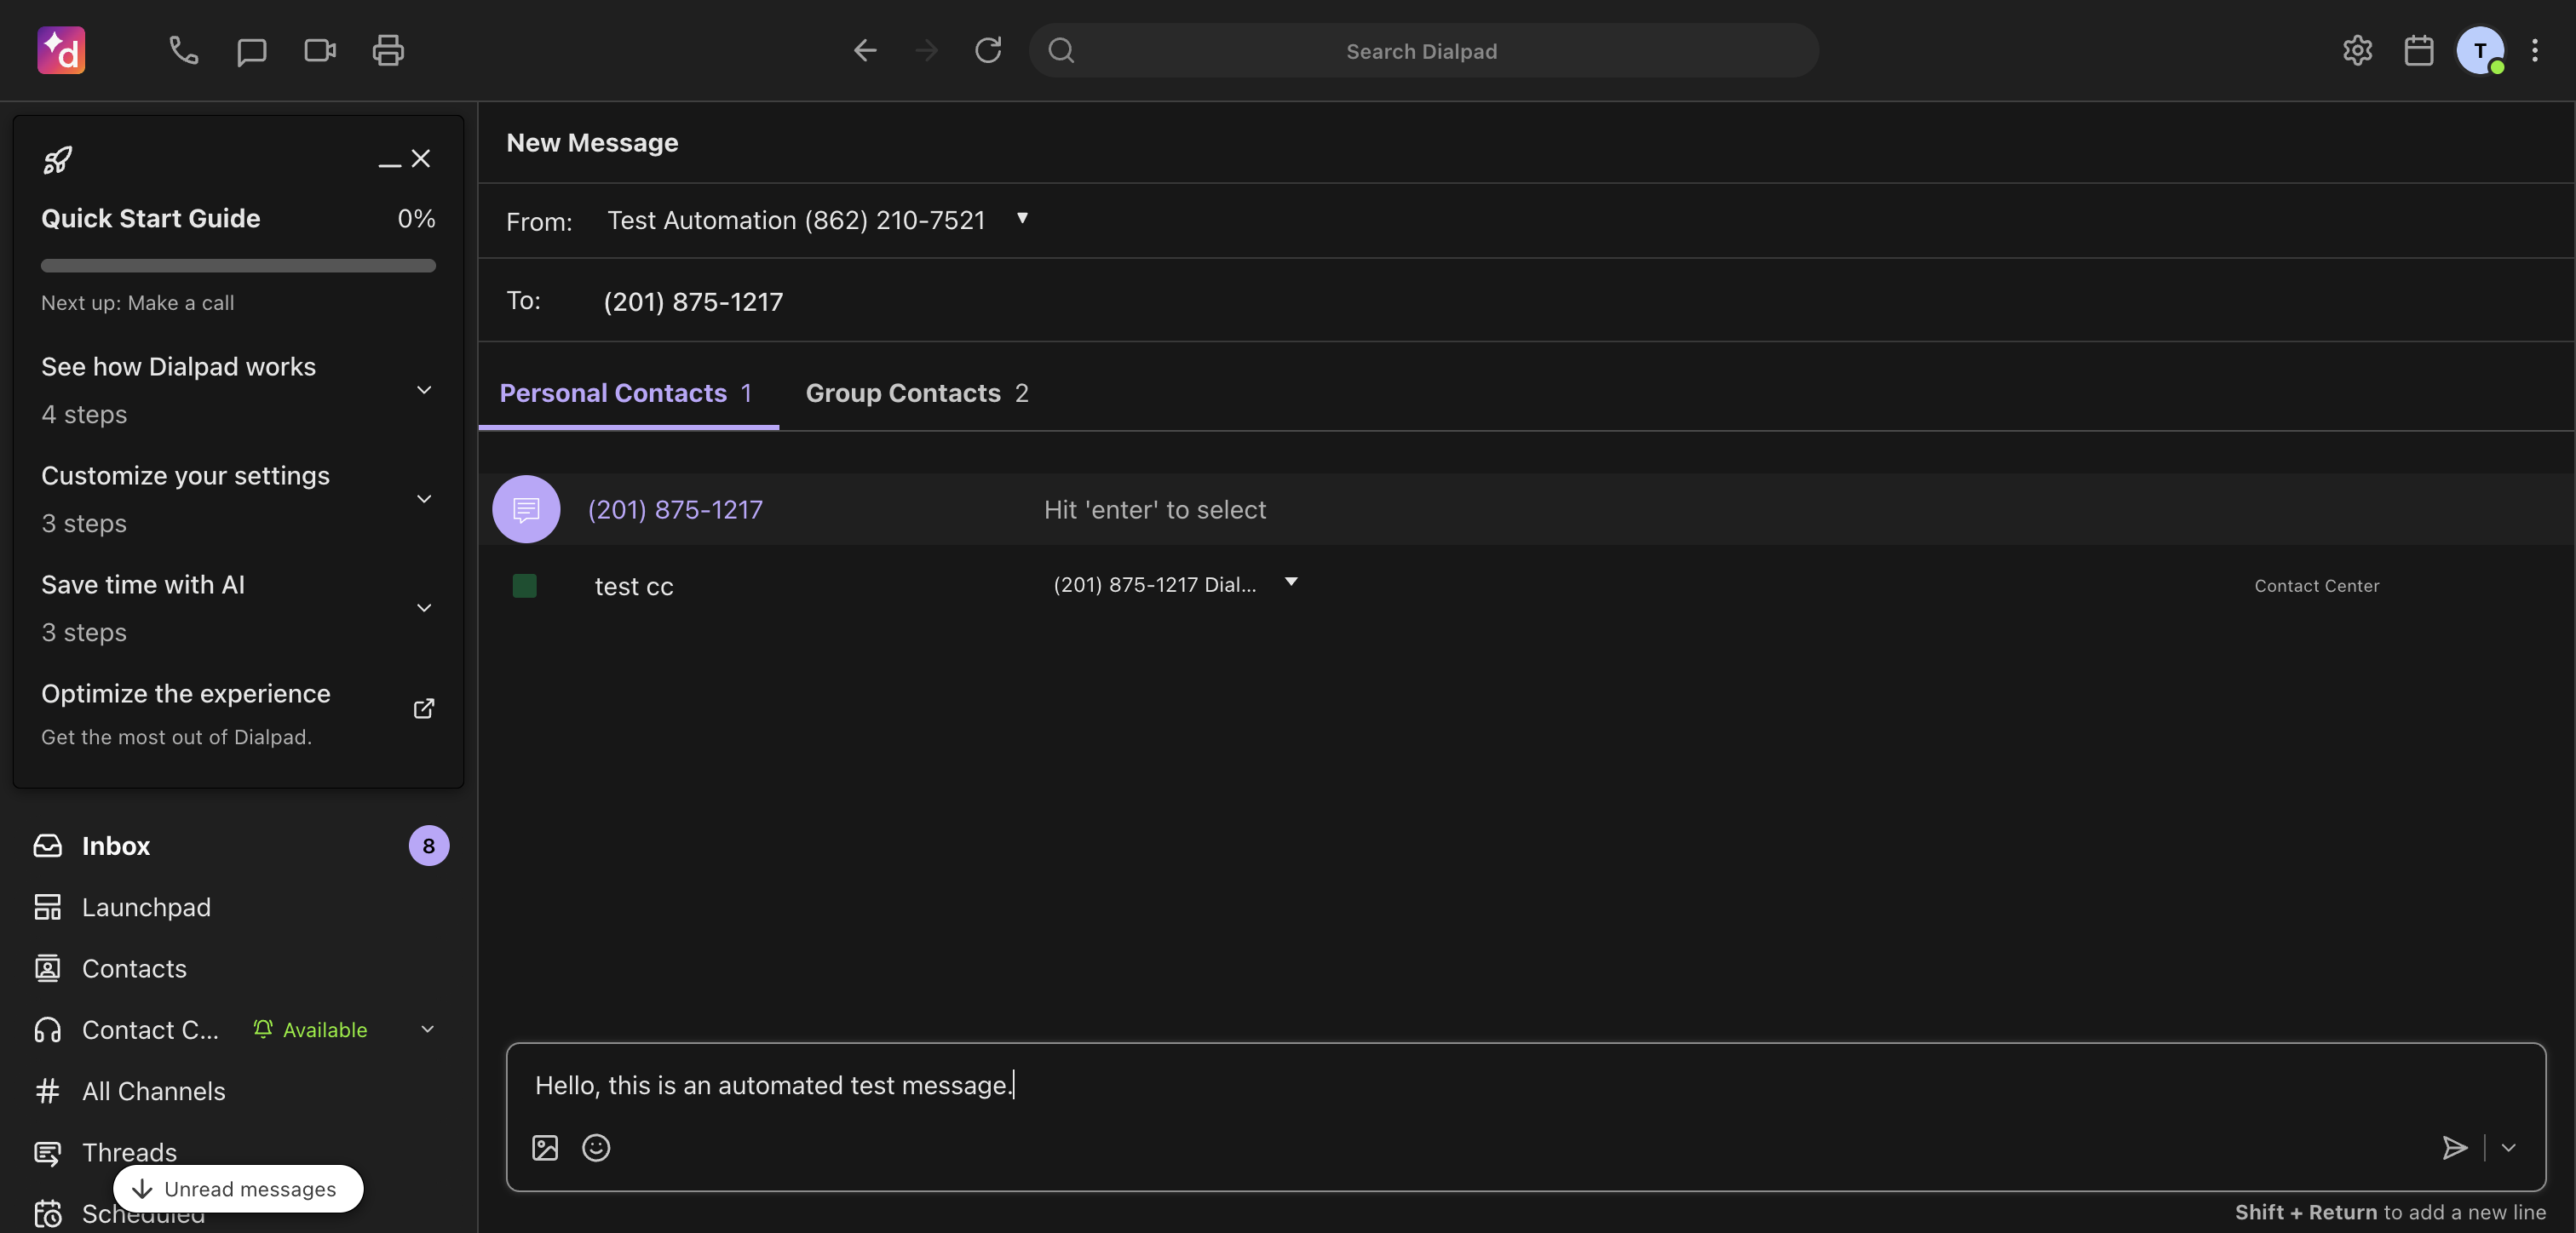 d
Search Dialpad
T
Quick Start Guide 0%
Next up: Make a call
See how Dialpad works
4 steps
Customize your settings
3 steps
Save time with AI
3 steps
Optimize the experience
Get the most out of Dialpad.
Inbox 8
Launchpad
Contacts
Contact C... Available
All Channels
Threads
Unread messages
Scheduled
New Message
From: Test Automation (862) 210-7521
To: (201) 875-1217
Personal Contacts 1 Group Contacts 2
(201) 875-1217 Hit 'enter' to select
test cc (201) 875-1217 Dial... Contact Center
Hello, this is an automated test message.
Shift + Return to add a new line